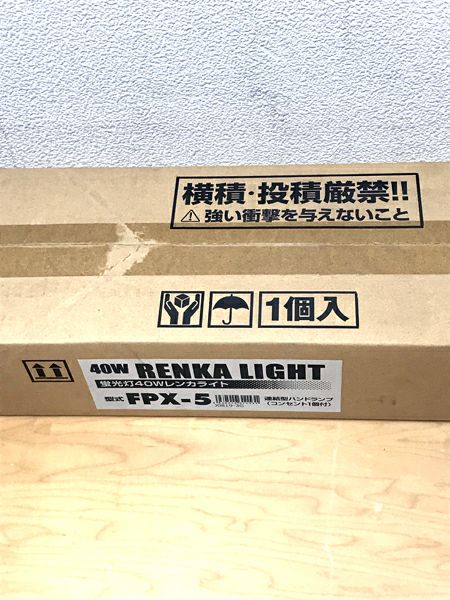 横積・投積厳禁!!
⚠強い衝撃を与えないこと
1個入
40W RENKA LIGHT
蛍光灯40Wレンカライト
型式 FPX-5
連結型ハンドランプ
(コンセント1個付)